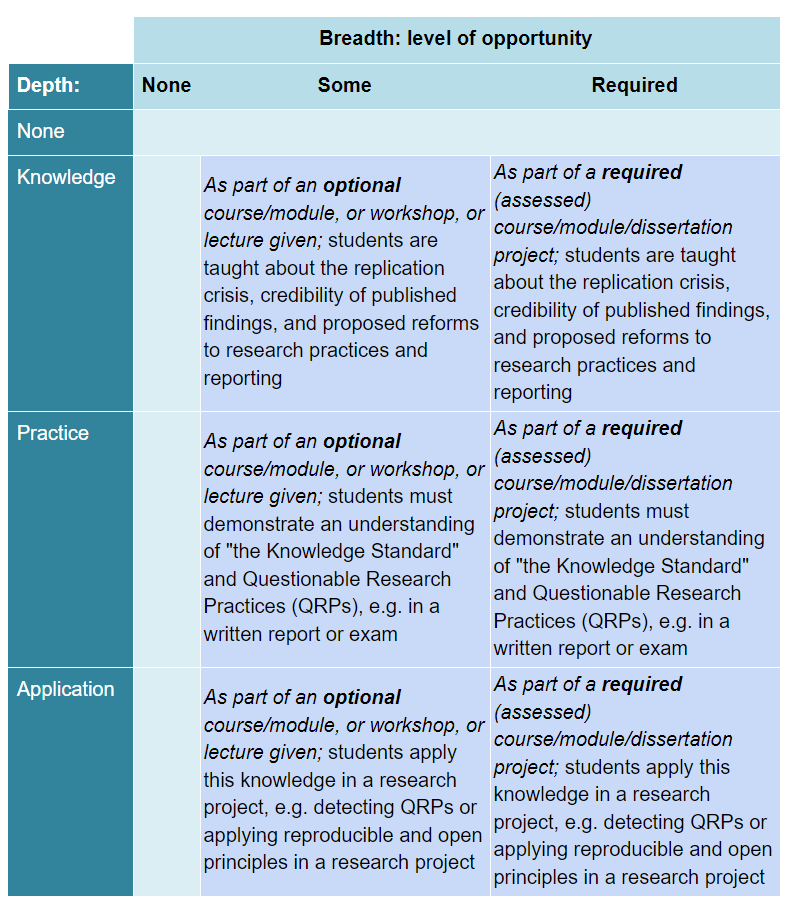 Breadth: level of opportunity
Depth:
None
Some
Required
None
Knowledge
As part of an optional
course/module, or workshop, or
lecture given; students are
taught about the replication
crisis, credibility of published
findings, and proposed reforms
to research practices and
reporting
As part of a required
(assessed)
course/module/dissertation
project; students are taught
about the replication crisis,
credibility of published findings,
and proposed reforms to
research practices and
reporting
Practice
As part of an optional
course/module, or workshop, or
lecture given; students must
demonstrate an understanding
of "the Knowledge Standard"
and Questionable Research
Practices (QRPs), e.g. in a
written report or exam
As part of a required
(assessed)
course/module/dissertation
project; students must
demonstrate an understanding
of "the Knowledge Standard"
and Questionable Research
Practices (QRPs), e.g. in a
written report or exam
Application
As part of an optional
course/module, or workshop, or
lecture given; students apply
this knowledge in a research
project, e.g. detecting QRPs or
applying reproducible and open
principles in a research project
As part of a required
(assessed)
course/module/dissertation
project; students apply this
knowledge in a research
project, e.g. detecting QRPs or
applying reproducible and open
principles in a research project